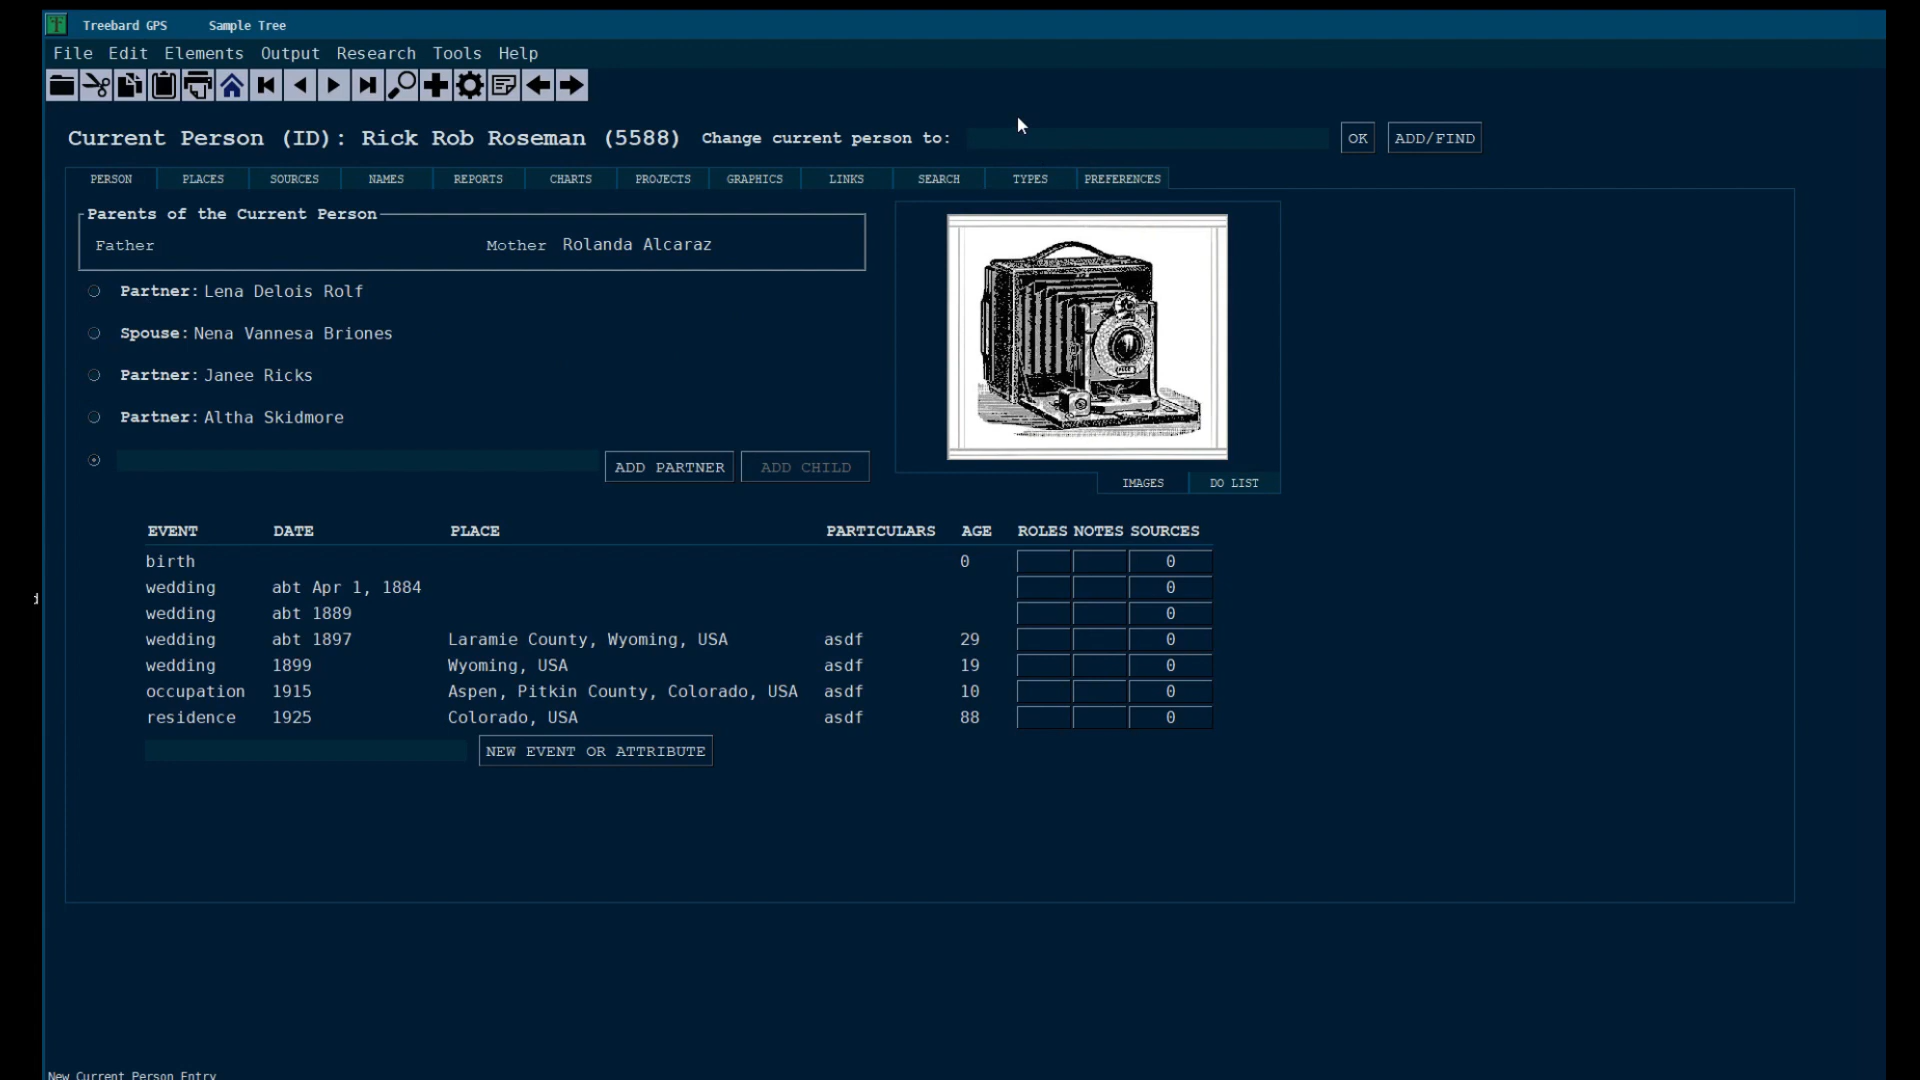 Treebard GPS Sample Tree
File Edit Elements Output Research Tools Help
Current Person (ID): Rick Rob Roseman (5588) Change current person to: OK ADD/FIND
PERSON PLACES SOURCES NAMES REPORTS CHARTS PROJECTS GRAPHICS LINKS SEARCH TYPES PREFERENCES
Parents of the Current Person
Father Mother Rolanda Alcaraz
Partner: Lena Delois Rolf
Spouse: Nena Vannesa Briones
Partner: Janee Ricks
Partner: Altha Skidmore
ADD PARTNER ADD CHILD
IMAGES DO LIST
EVENT DATE PLACE PARTICULARS AGE ROLES NOTES SOURCES
birth 0 0
wedding abt Apr 1, 1884 0
wedding abt 1889 0
wedding abt 1897 Laramie County, Wyoming, USA asdf 29 0
wedding 1899 Wyoming, USA asdf 19 0
occupation 1915 Aspen, Pitkin County, Colorado, USA asdf 10 0
residence 1925 Colorado, USA asdf 88 0
NEW EVENT OR ATTRIBUTE
New Current Person Entry